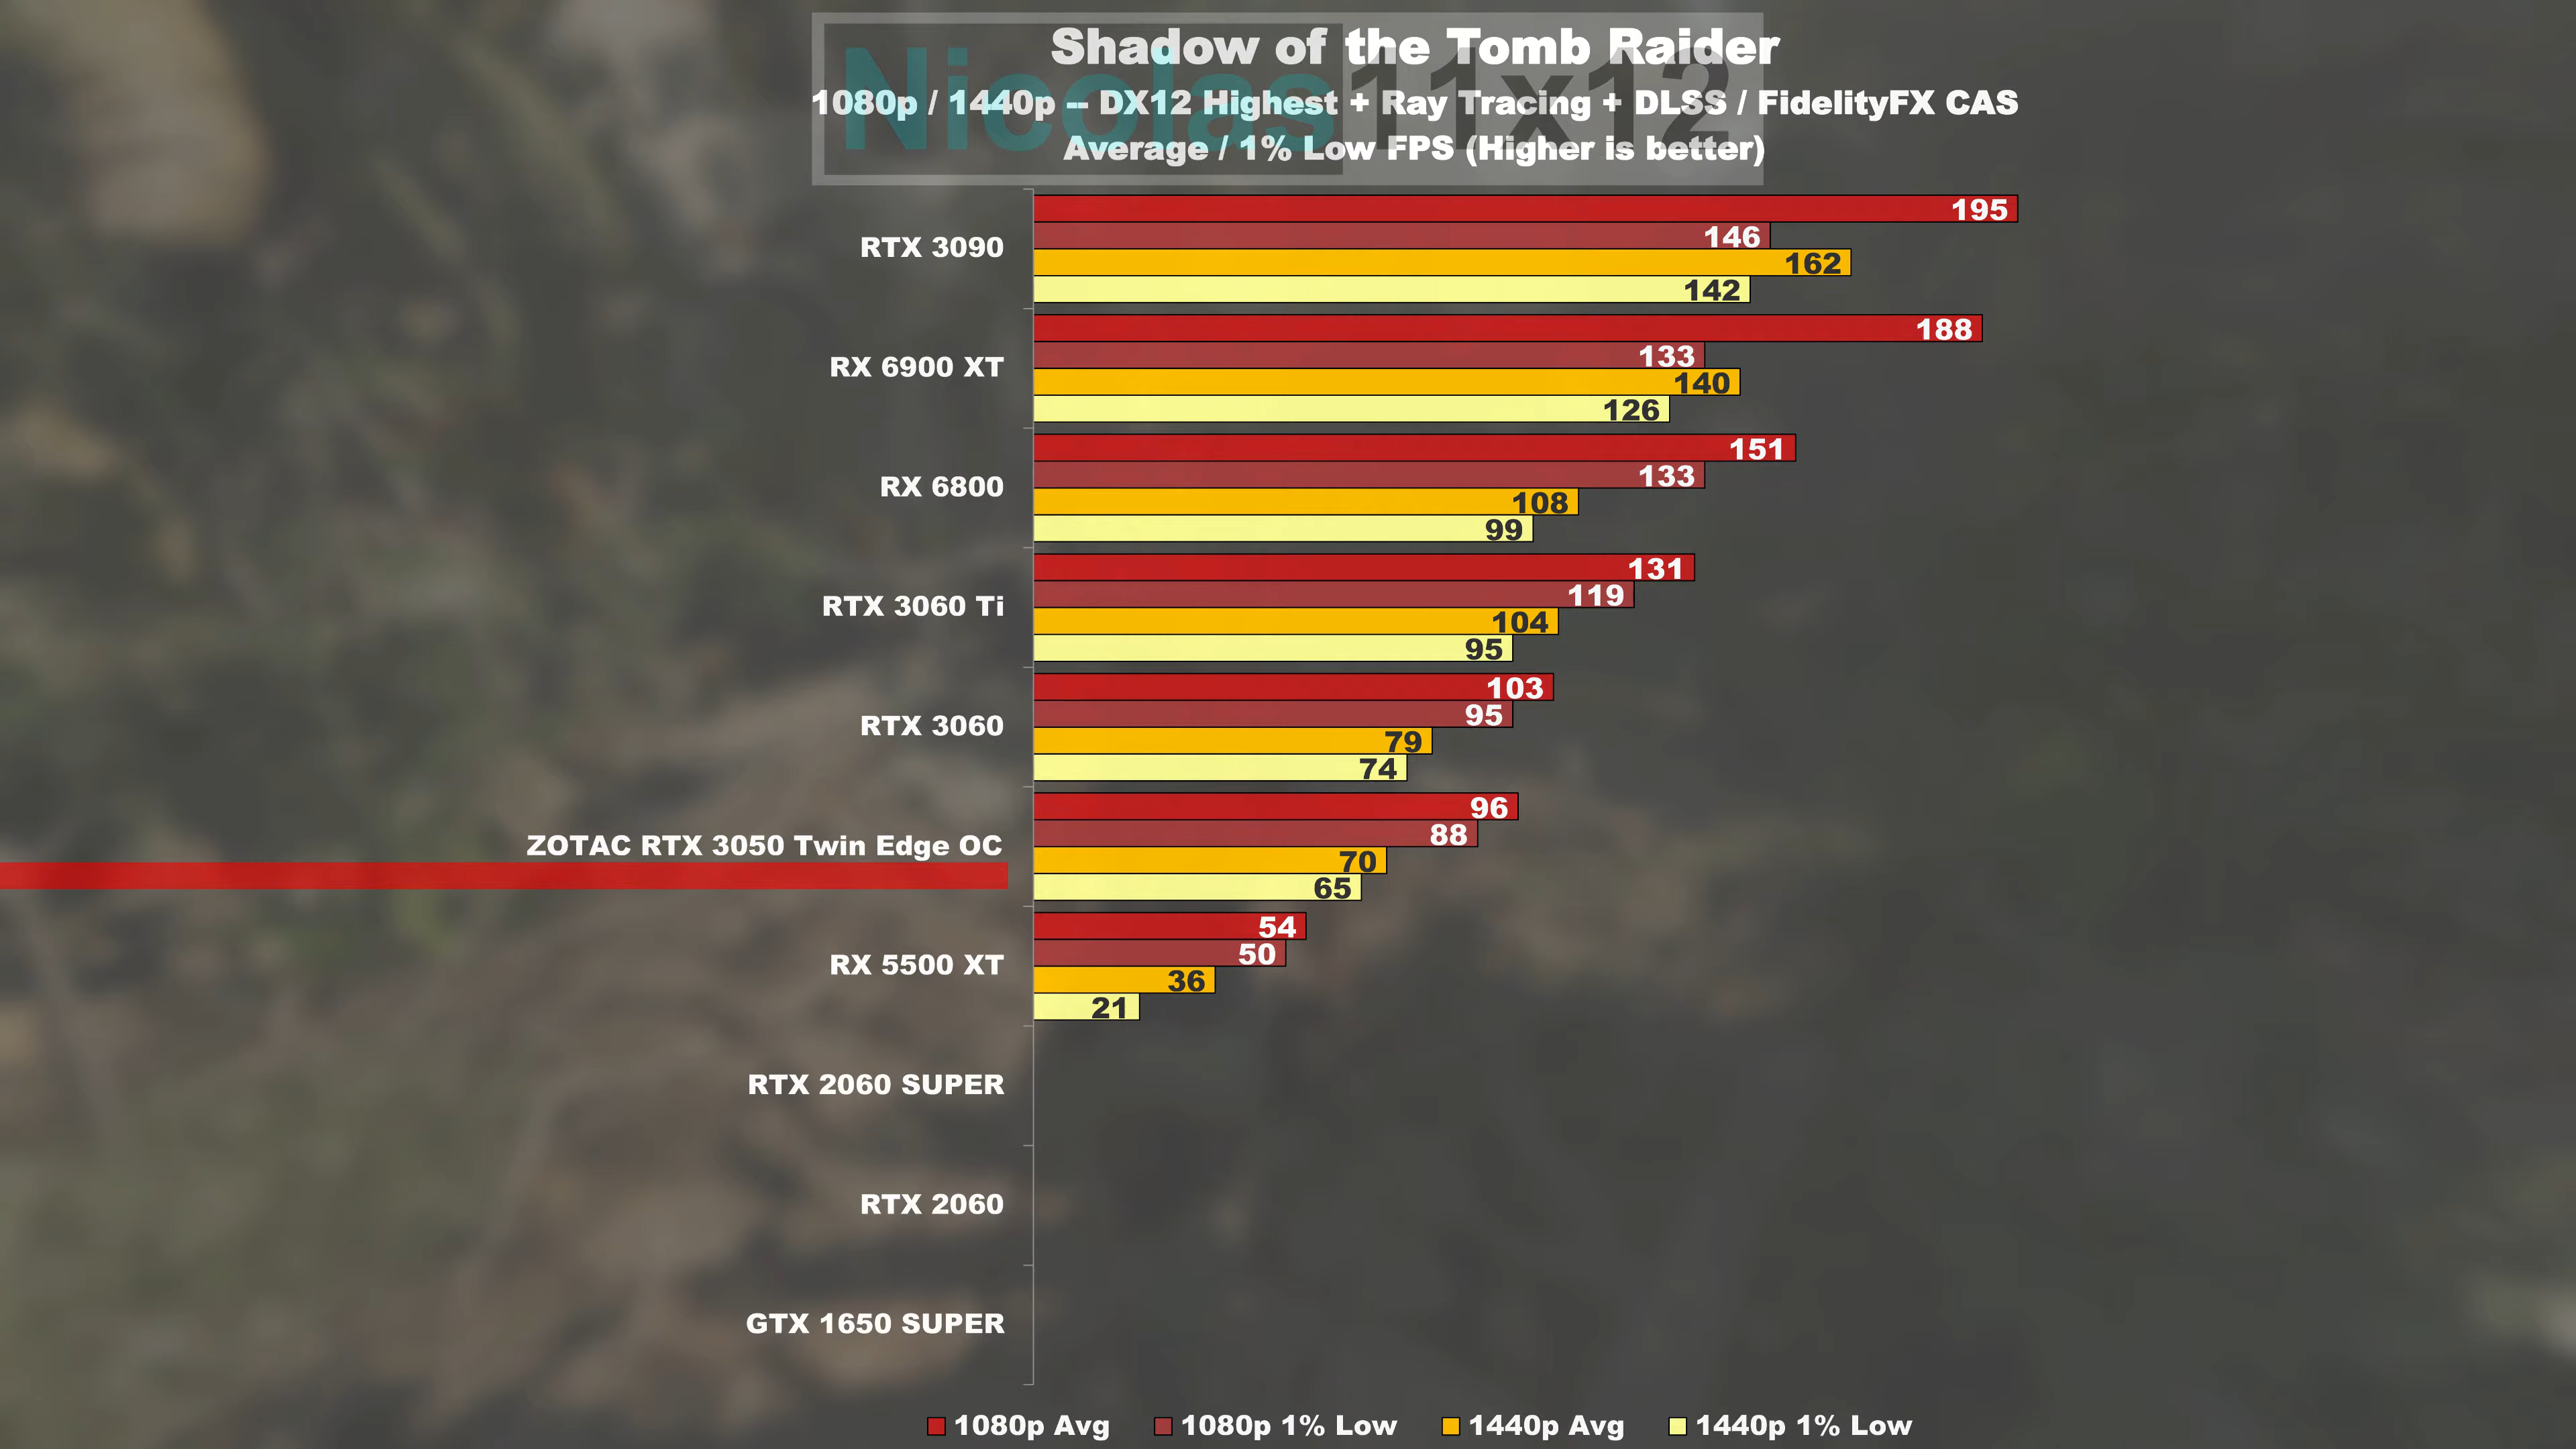 Nicolas11x12
Shadow of the Tomb Raider
1080p / 1440p -- DX12 Highest + Ray Tracing + DLSS / FidelityFX CAS
Average / 1% Low FPS (Higher is better)
RTX 3090
195
146
162
142
RX 6900 XT
188
133
140
126
RX 6800
151
133
108
99
RTX 3060 Ti
131
119
104
95
RTX 3060
103
95
79
74
ZOTAC RTX 3050 Twin Edge OC
96
88
70
65
RX 5500 XT
54
50
36
21
RTX 2060 SUPER
RTX 2060
GTX 1650 SUPER
1080p Avg 1080p 1% Low 1440p Avg 1440p 1% Low